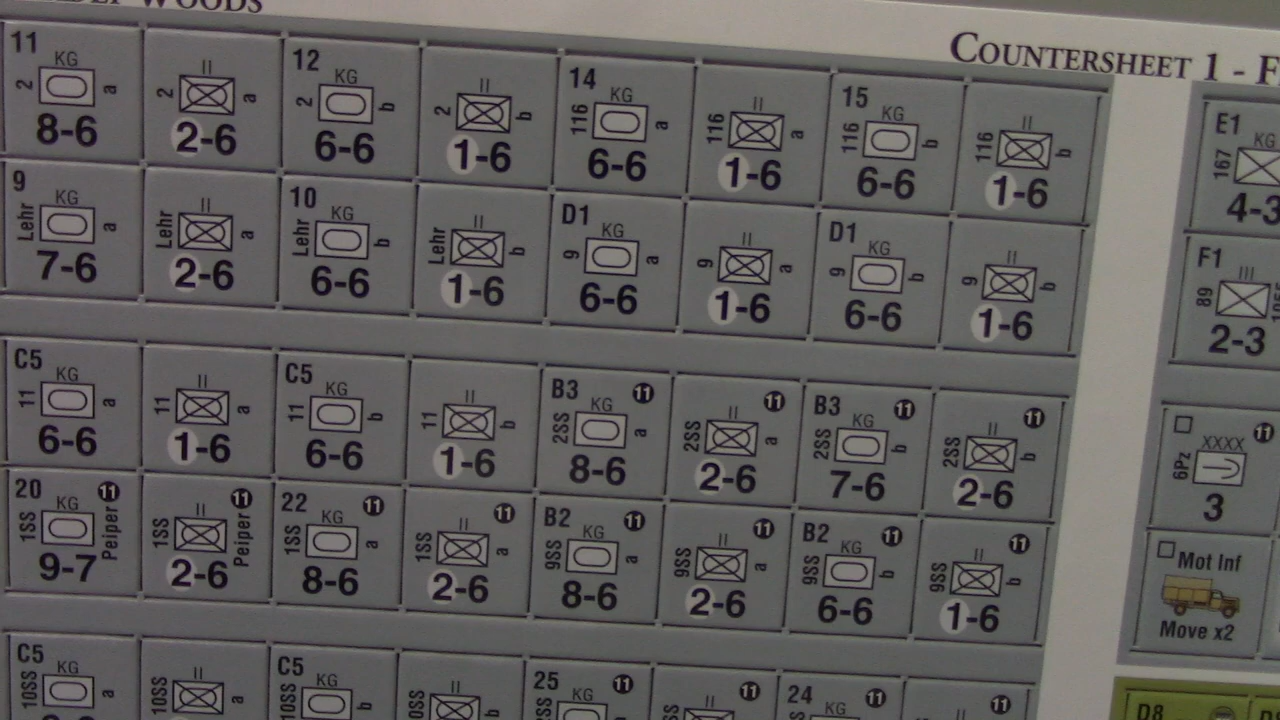 WOODS
COUNTERSHEET 1 - F
11 KG 2 a 8-6
II 2 a 2-6
12 KG 2 b 6-6
II 2 b 1-6
14 KG 116 a 6-6
II 116 a 1-6
15 KG 116 b 6-6
II 116 b 1-6
E1 KG 167 4-3
9 KG Lehr a 7-6
II Lehr a 2-6
10 KG Lehr b 6-6
II Lehr b 1-6
D1 KG 9 a 6-6
II 9 a 1-6
D1 KG 9 b 6-6
II 9 b 1-6
F1 III 89 2-3
C5 KG 11 a 6-6
II 11 a 1-6
C5 KG 11 b 6-6
II 11 b 1-6
B3 KG 11 2SS a 8-6
II 11 2SS a 2-6
B3 KG 11 2SS b 7-6
II 11 2SS b 2-6
XXXX 11 6Pz 3
20 KG 11 1SS Peiper 9-7
II 11 1SS Peiper 2-6
22 KG 11 1SS a 8-6
II 11 1SS a 2-6
B2 KG 11 9SS a 8-6
II 11 9SS a 2-6
B2 KG 11 9SS b 6-6
II 11 9SS b 1-6
Mot Inf
Move x2
C5 KG 10SS a
II 10SS a
C5 KG 10SS b
II b
25 KG 11
II 11
24 KG 11
II 11
D8